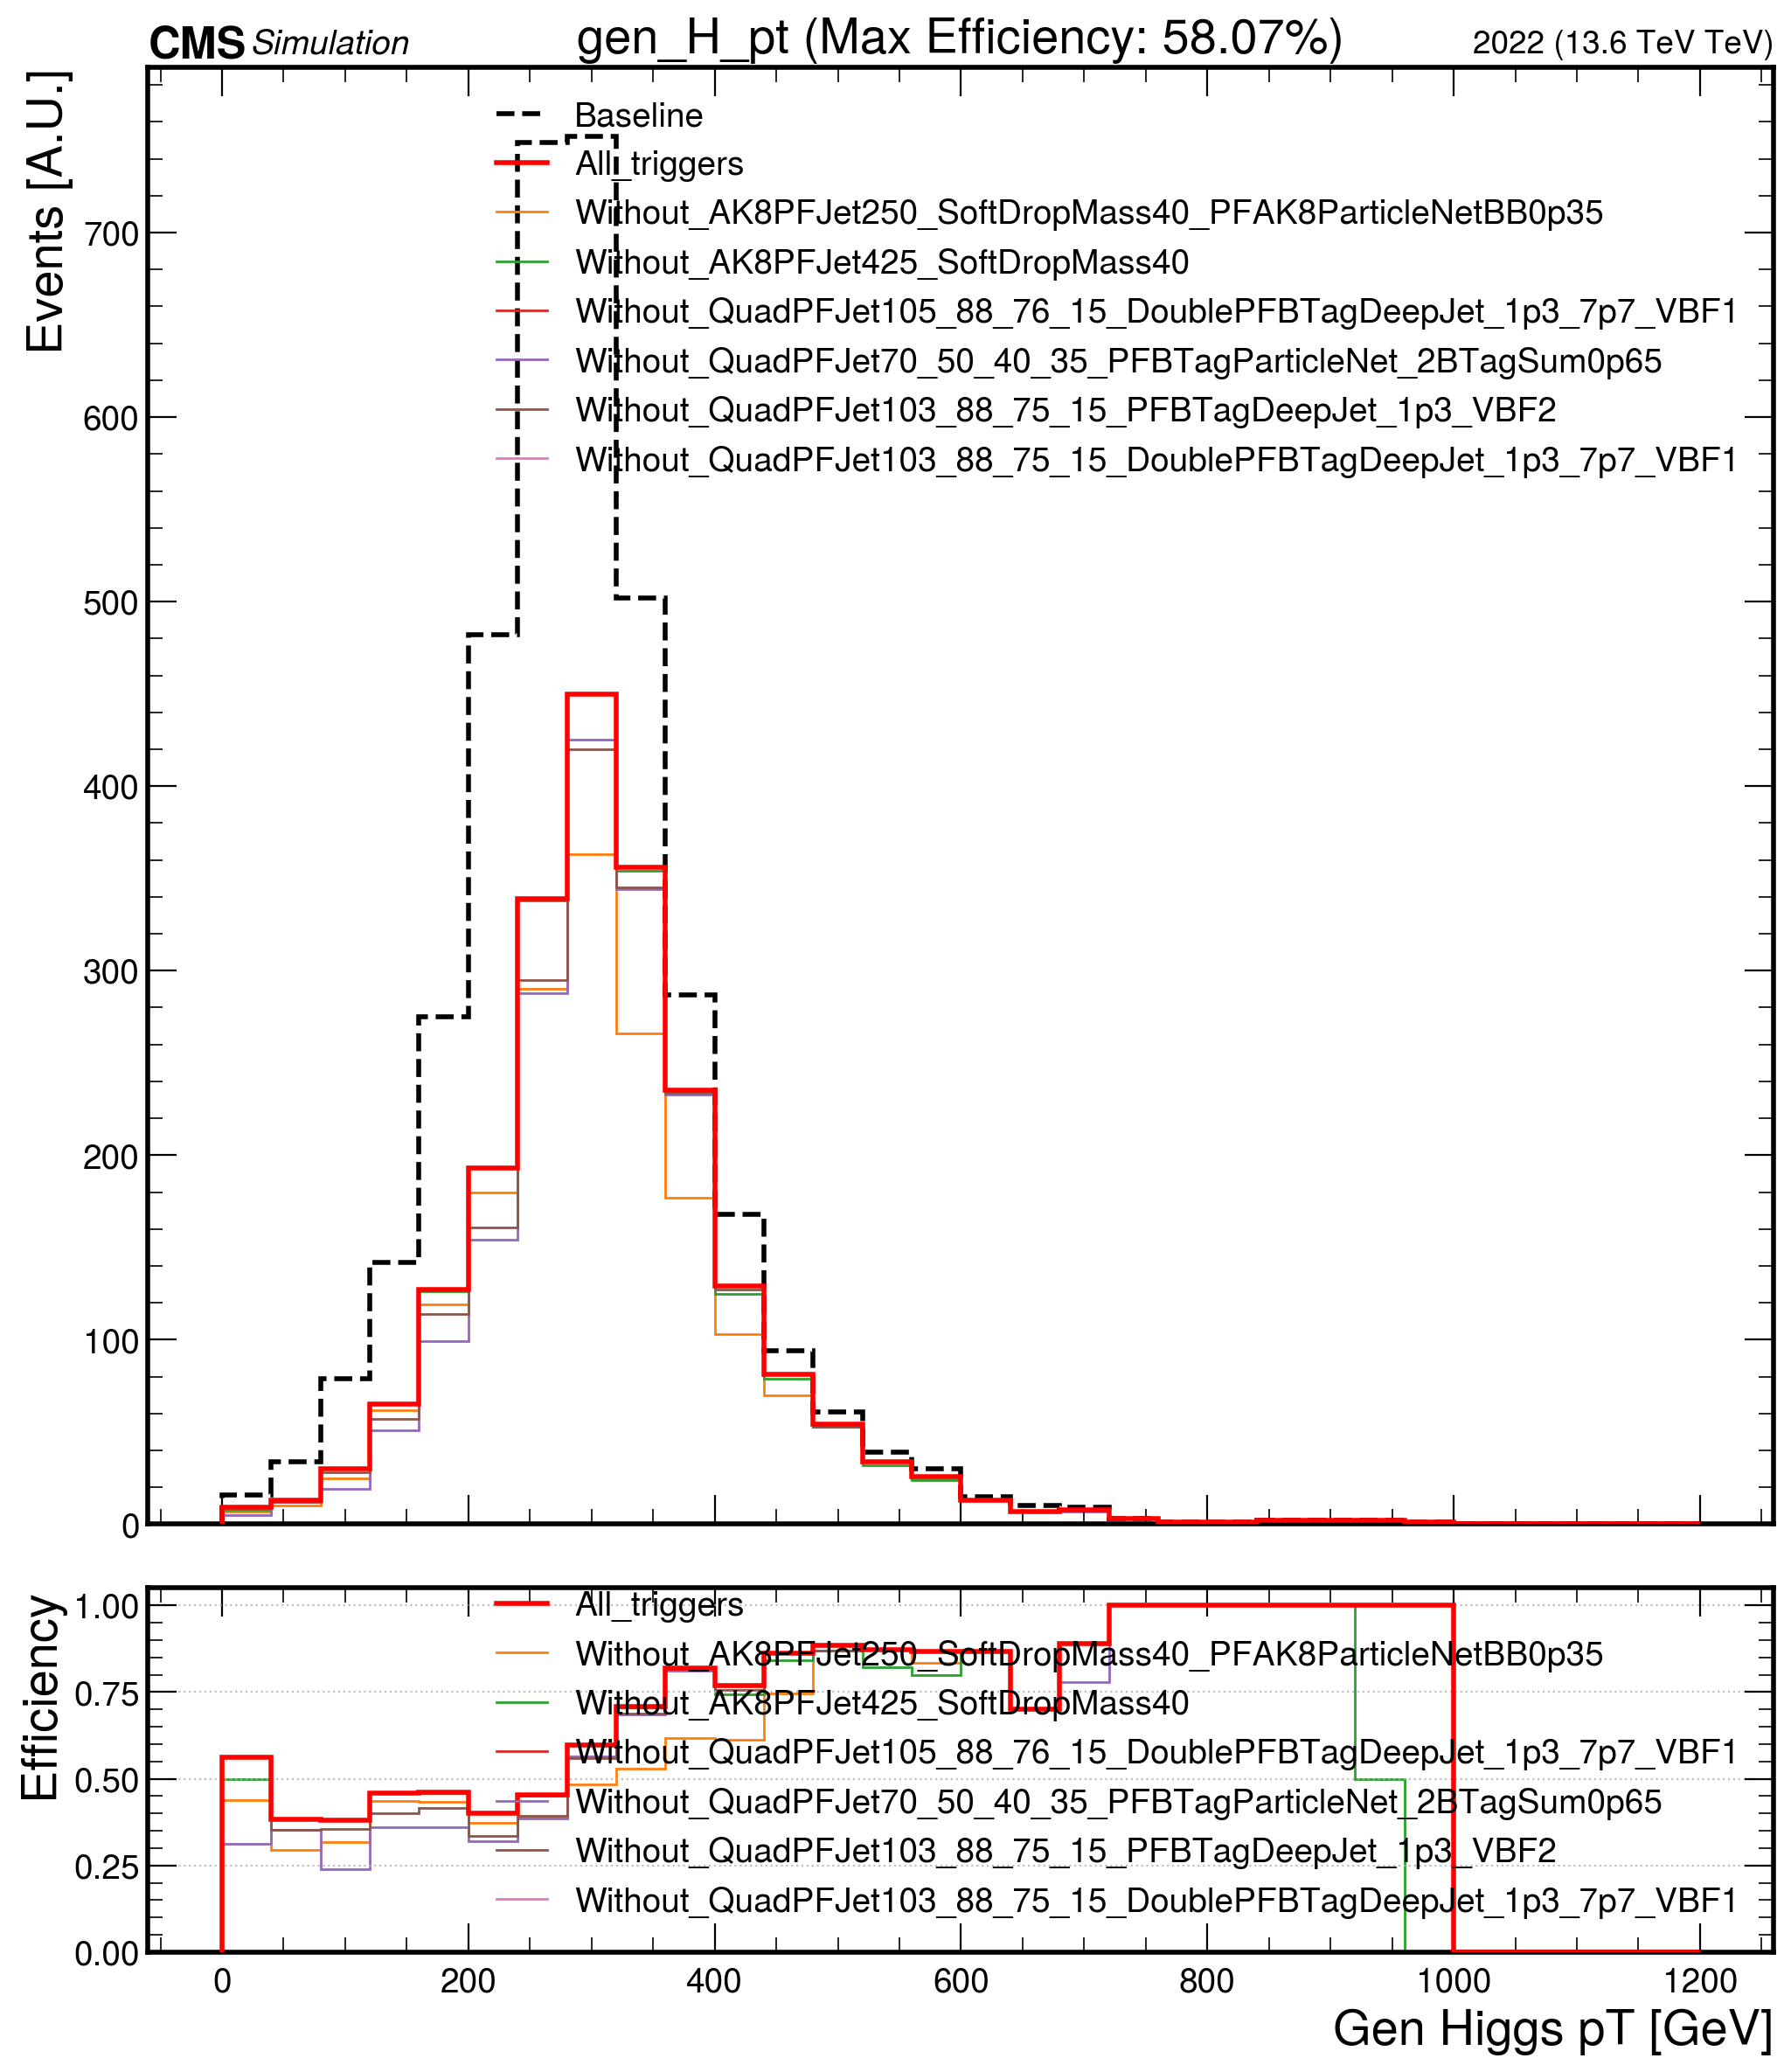 CMS Simulation gen_H_pt (Max Efficiency: 58.07%) 2022 (13.6 TeV TeV)
Events [A.U.]
Baseline
All_triggers
Without_AK8PFJet250_SoftDropMass40_PFAK8ParticleNetBB0p35
Without_AK8PFJet425_SoftDropMass40
Without_QuadPFJet105_88_76_15_DoublePFBTagDeepJet_1p3_7p7_VBF1
Without_QuadPFJet70_50_40_35_PFBTagParticleNet_2BTagSum0p65
Without_QuadPFJet103_88_75_15_PFBTagDeepJet_1p3_VBF2
Without_QuadPFJet103_88_75_15_DoublePFBTagDeepJet_1p3_7p7_VBF1
700
600
500
400
300
200
100
0
Efficiency
All_triggers
Without_AK8PFJet250_SoftDropMass40_PFAK8ParticleNetBB0p35
Without_AK8PFJet425_SoftDropMass40
Without_QuadPFJet105_88_76_15_DoublePFBTagDeepJet_1p3_7p7_VBF1
Without_QuadPFJet70_50_40_35_PFBTagParticleNet_2BTagSum0p65
Without_QuadPFJet103_88_75_15_PFBTagDeepJet_1p3_VBF2
Without_QuadPFJet103_88_75_15_DoublePFBTagDeepJet_1p3_7p7_VBF1
1.00
0.75
0.50
0.25
0.00
0 200 400 600 800 1000 1200
Gen Higgs pT [GeV]